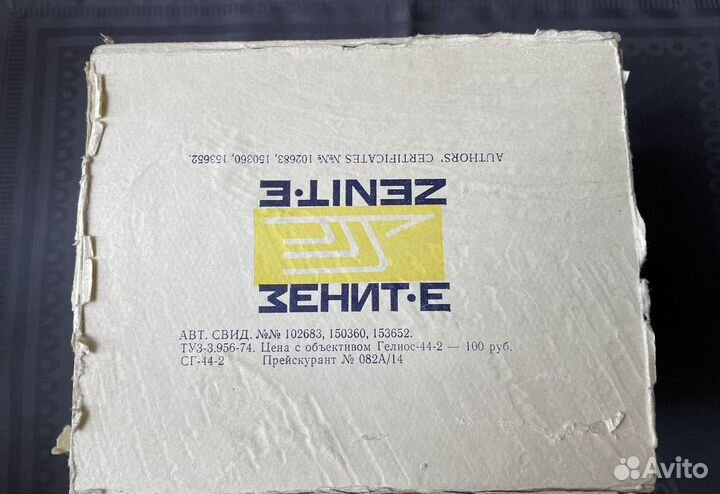 AUTHORS' CERTIFICATES №№ 102683, 150360, 153652.
ZENIT·E
ЗЕНИТ·Е
АВТ. СВИД. №№ 102683, 150360, 153652.
ТУ3-3.956-74. Цена с объективом Гелиос-44-2 — 100 руб.
СГ-44-2 Прейскурант № 082А/14
Avito